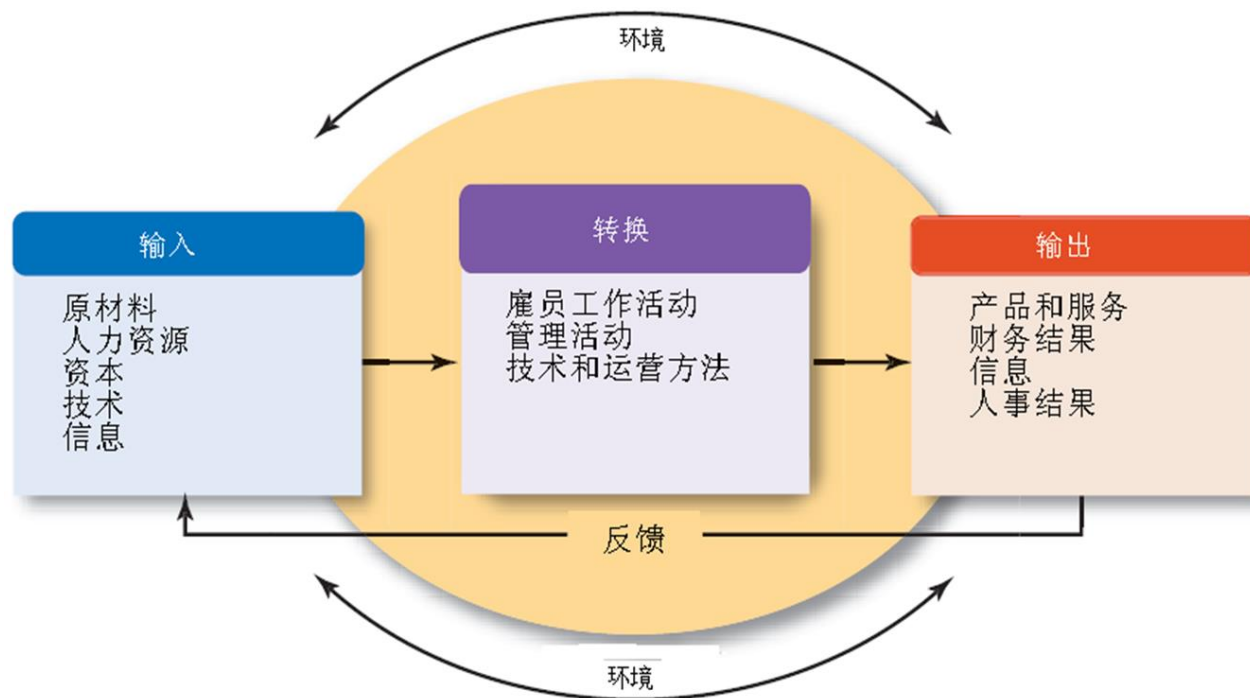 环境
输入
原材料
人力资源
资本
技术
信息
转换
雇员工作活动
管理活动
技术和运营方法
输出
产品和服务
财务结果
信息
人事结果
反馈
环境